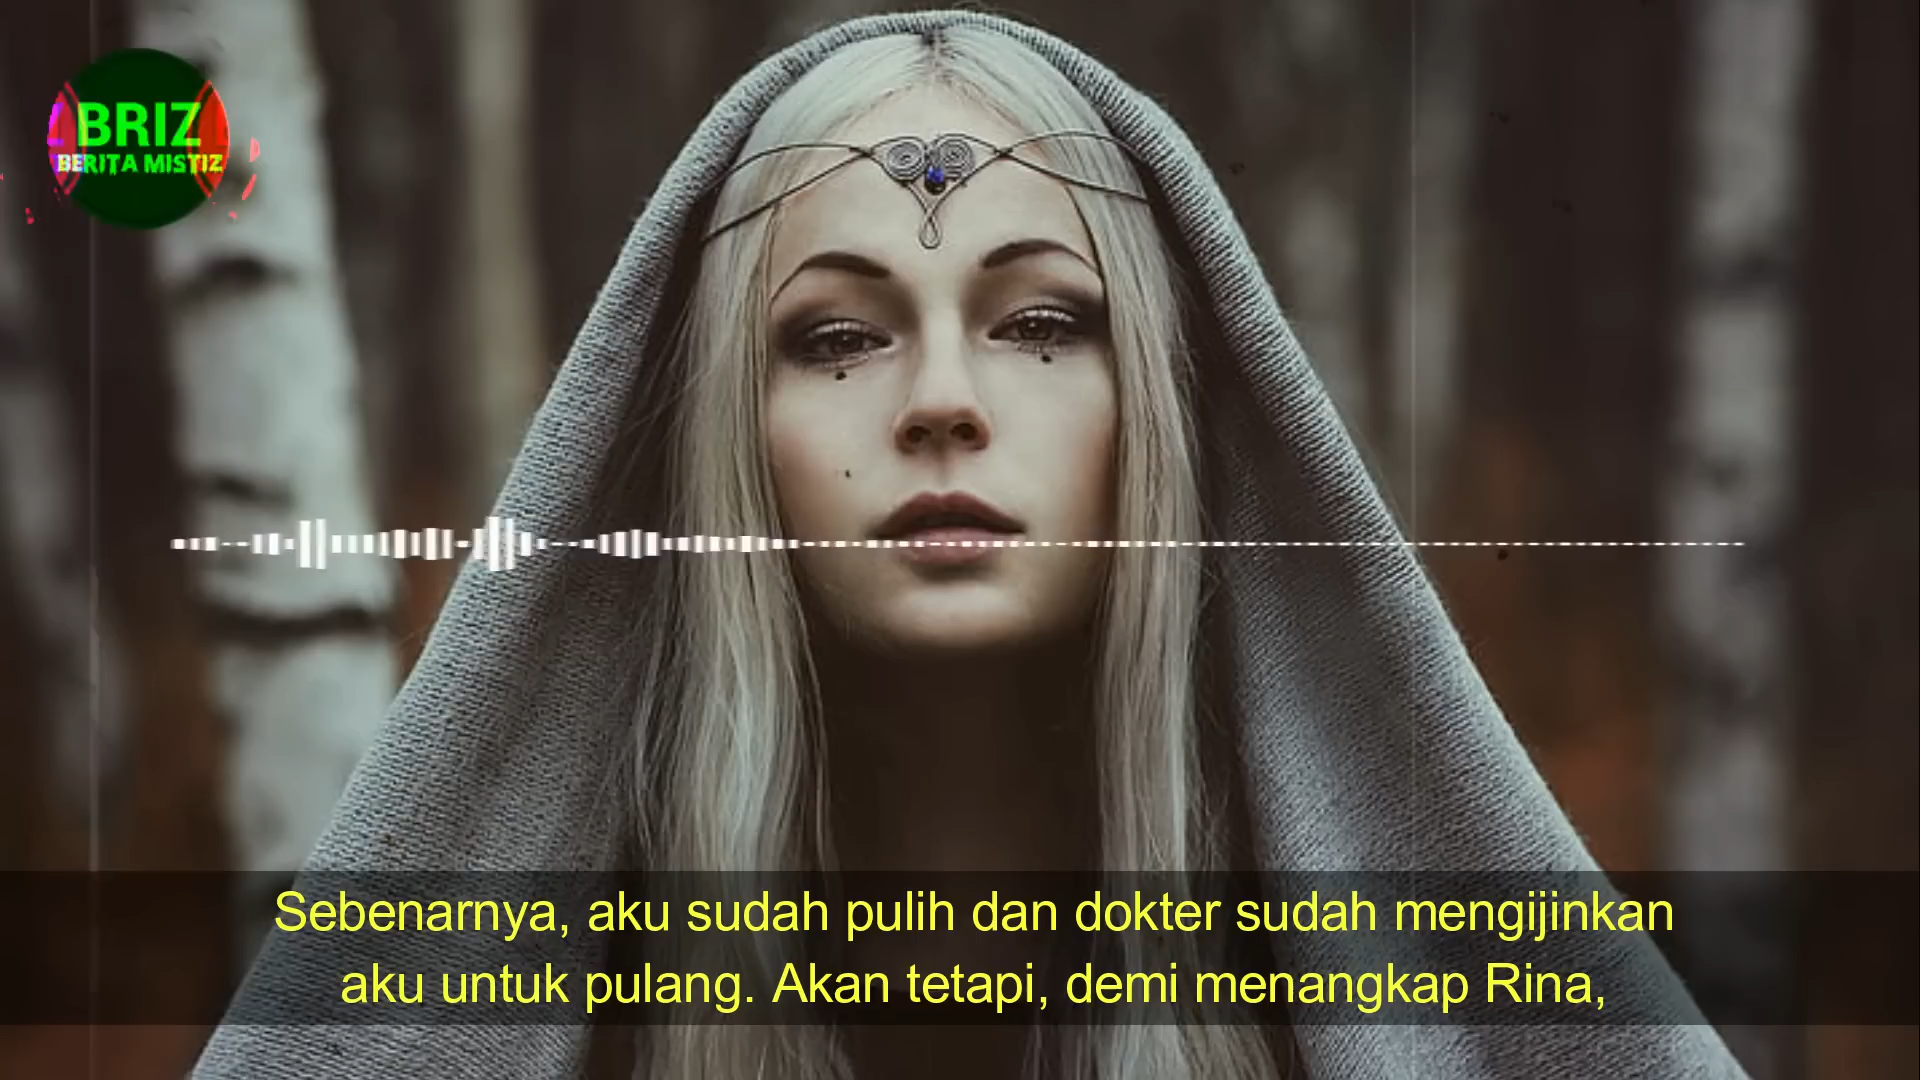 BRIZ
BERITA MISTIZ
Sebenarnya, aku sudah pulih dan dokter sudah mengijinkan
aku untuk pulang. Akan tetapi, demi menangkap Rina,